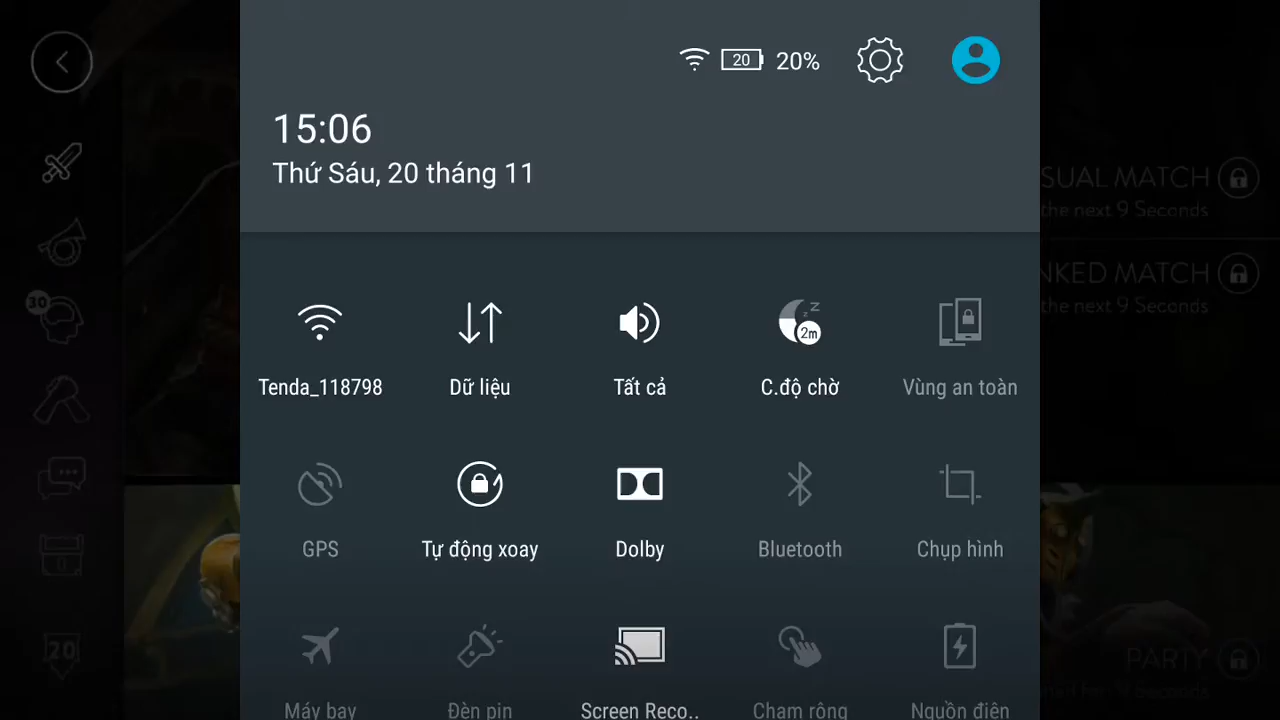 20 20%
15:06
Thứ Sáu, 20 tháng 11
SUAL MATCH
the next 9 Seconds
NKED MATCH
the next 9 Seconds
30
z z z
2m
Tenda_118798 Dữ liệu Tất cả C.độ chờ Vùng an toàn
GPS Tự động xoay Dolby Bluetooth Chụp hình
20
PARTY
Máy bay Đèn pin Screen Reco.. Chạm rộng Nguồn điện